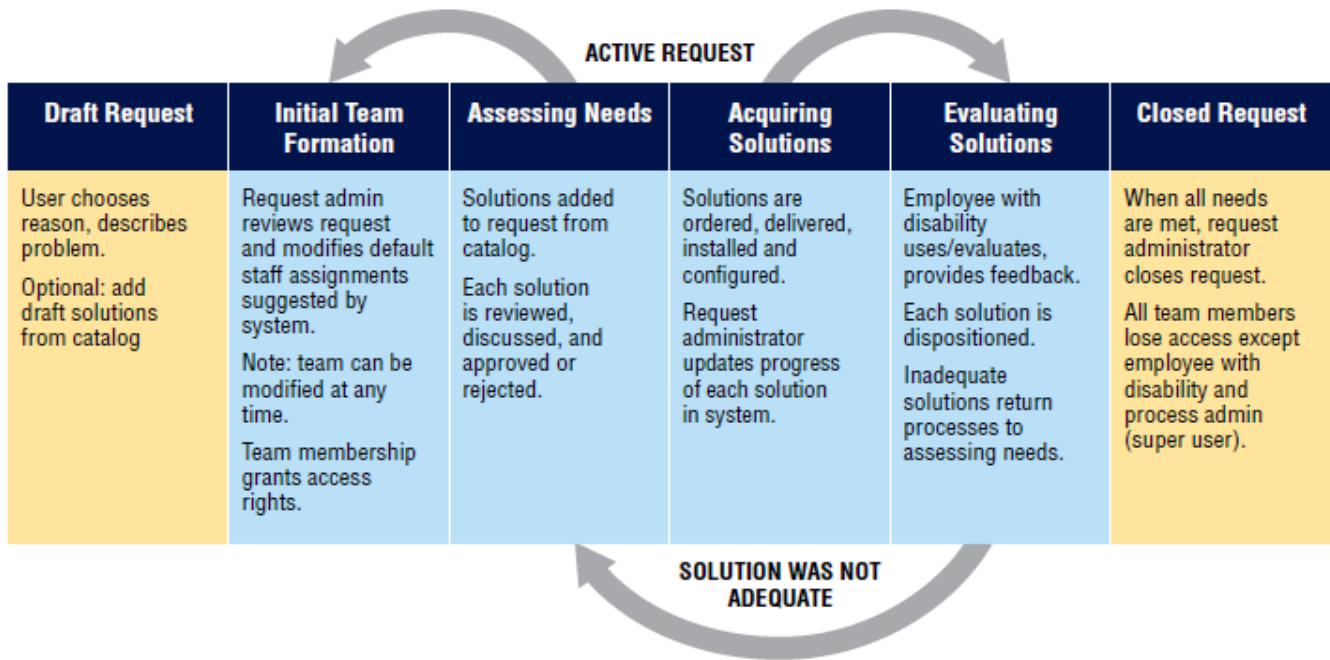 ACTIVE REQUEST
Draft Request
User chooses
reason, describes
problem.
Optional: add
draft solutions
from catalog
Initial Team
Formation
Request admin
reviews request
and modifies default
staff assignments
suggested by
system.
Note: team can be
modified at any
time.
Team membership
grants access
rights.
Assessing Needs
Solutions added
to request from
catalog.
Each solution
is reviewed,
discussed, and
approved or
rejected.
Acquiring
Solutions
Solutions are
ordered, delivered,
installed and
configured.
Request
administrator
updates progress
of each solution
in system.
Evaluating
Solutions
Employee with
disability
uses/evaluates,
provides feedback.
Each solution is
dispositioned.
Inadequate
solutions return
processes to
assessing needs.
Closed Request
When all needs
are met, request
administrator
closes request.
All team members
lose access except
employee with
disability and
process admin
(super user).
SOLUTION WAS NOT
ADEQUATE